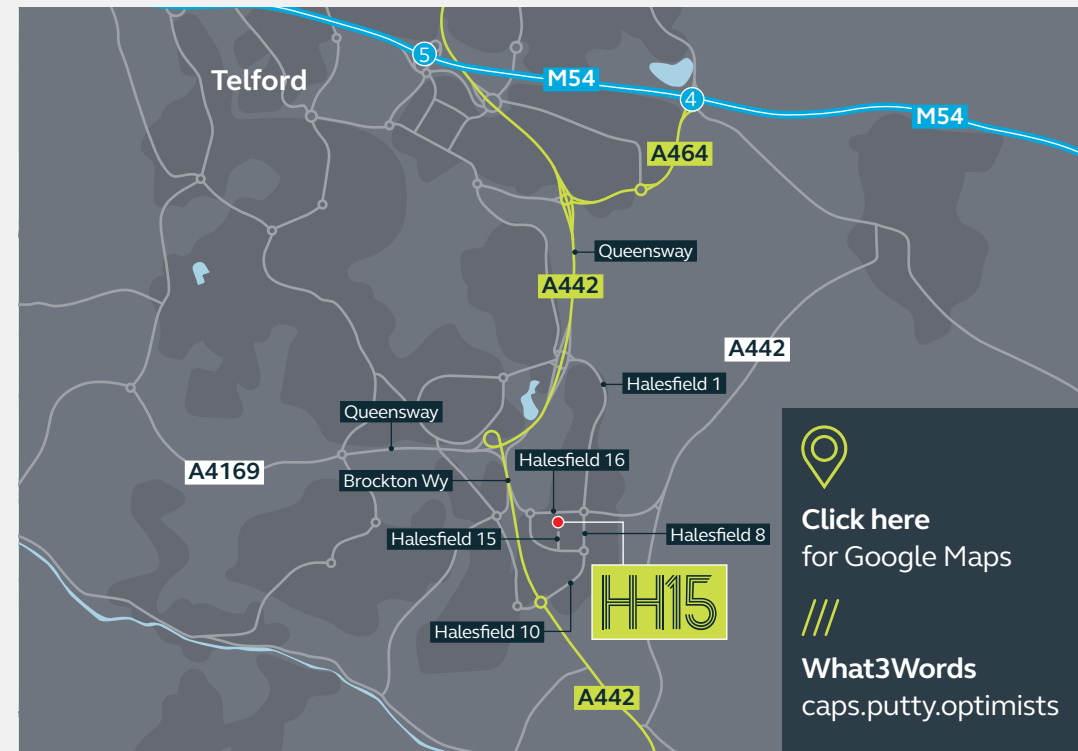 5
Telford
M54
4
M54
A464
Queensway
A442
A442
Halesfield 1
Queensway
A4169
Halesfield 16
Brockton Wy
Halesfield 15
Halesfield 8
HH15
Halesfield 10
A442
Click here
for Google Maps
///
What3Words
caps.putty.optimists